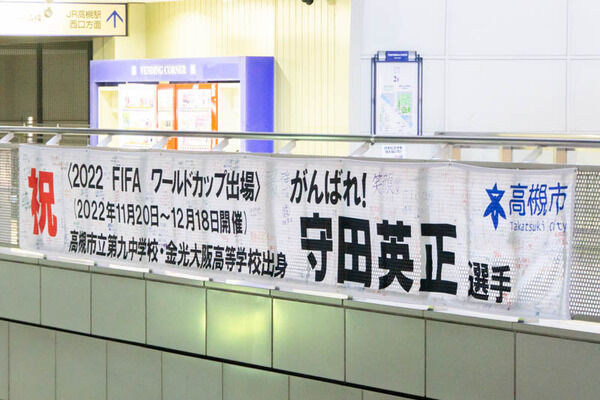 JR高槻駅
西口方面
VENDING CORNER
祝
〈2022 FIFA ワールドカップ出場〉
（2022年11月20日～12月18日開催）
高槻市立第九中学校・金光大阪高等学校出身
がんばれ!
守田英正 選手
高槻市
Takatsuki city